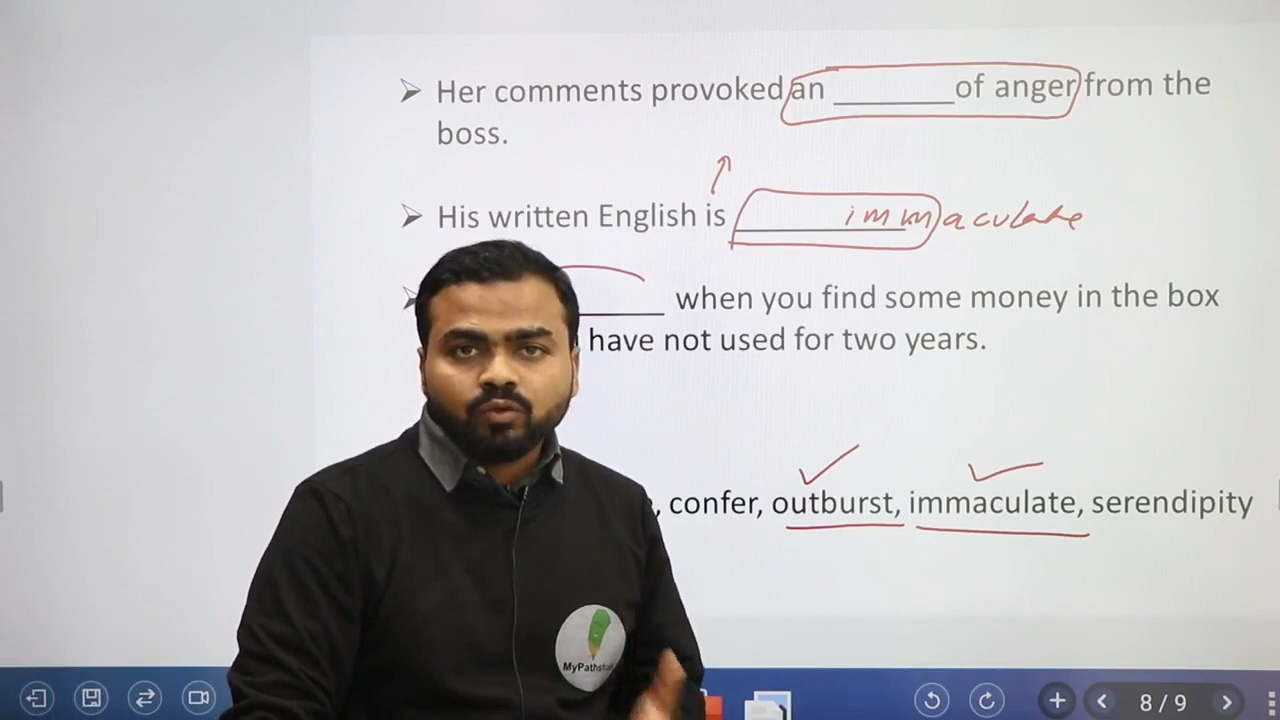 Her comments provoked an ________ of anger from the
boss.
His written English is ________ immaculate
________ when you find some money in the box
have not used for two years.
, confer, outburst, immaculate, serendipity
MyPathsha
8 / 9